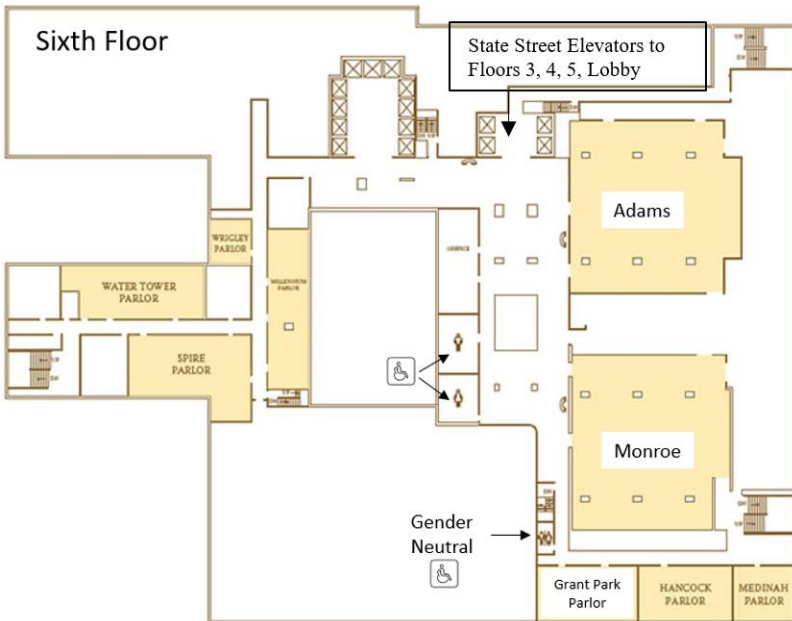 Sixth Floor
State Street Elevators to
Floors 3, 4, 5, Lobby
Adams
WRIGLEY
PARLOR
WATER TOWER
PARLOR
MILLENNIUM
PARLOR
SPIRE
PARLOR
Monroe
Gender
Neutral
Grant Park
Parlor
HANCOCK
PARLOR
MEDINAH
PARLOR